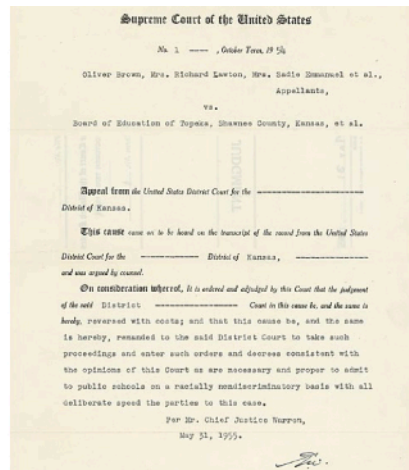 Supreme Court of the United States
No. 1 ---- , October Term, 19 54
Oliver Brown, Mrs. Richard Lawton, Mrs. Sadie Emmanuel et al.,
Appellants,
vs.
Board of Education of Topeka, Shawnee County, Kansas, et al.
Appeal from the United States District Court for the
District of Kansas.
This cause came on to be heard on the transcript of the record from the United States
District Court for the District of Kansas,
and was argued by counsel.
On consideration whereof, It is ordered and adjudged by this Court that the judgment
of the said District Court in this cause be, and the same is
hereby, reversed with costs; and that this cause be, and the same
is hereby, remanded to the said District Court to take such
proceedings and enter such orders and decrees consistent with
the opinions of this Court as are necessary and proper to admit
to public schools on a racially nondiscriminatory basis with all
deliberate speed the parties to this case.
Per Mr. Chief Justice Warren,
May 31, 1955.